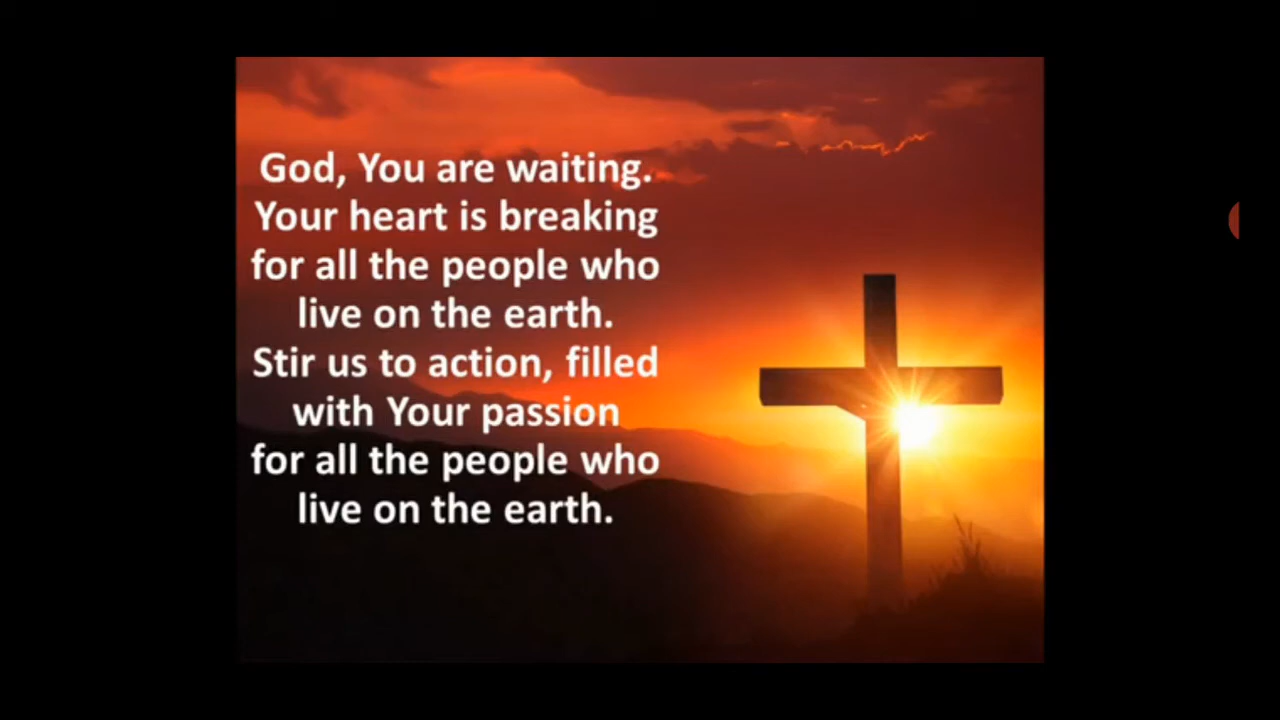 God, You are waiting.
Your heart is breaking
for all the people who
live on the earth.
Stir us to action, filled
with Your passion
for all the people who
live on the earth.